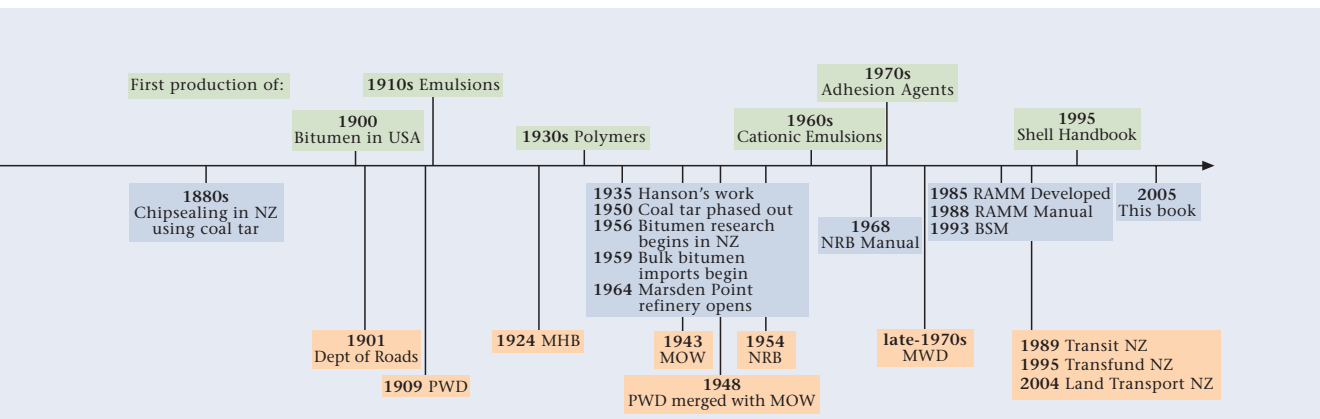 First production of:
1900
Bitumen in USA
1910s Emulsions
1930s Polymers
1960s
Cationic Emulsions
1970s
Adhesion Agents
1995
Shell Handbook
1880s
Chipsealing in NZ
using coal tar
1935 Hanson's work
1950 Coal tar phased out
1956 Bitumen research
begins in NZ
1959 Bulk bitumen
imports begin
1964 Marsden Point
refinery opens
1968
NRB Manual
1985 RAMM Developed
1988 RAMM Manual
1993 BSM
2005
This book
1901
Dept of Roads
1909 PWD
1924 MHB
1943
MOW
1948
PWD merged with MOW
1954
NRB
late-1970s
MWD
1989 Transit NZ
1995 Transfund NZ
2004 Land Transport NZ